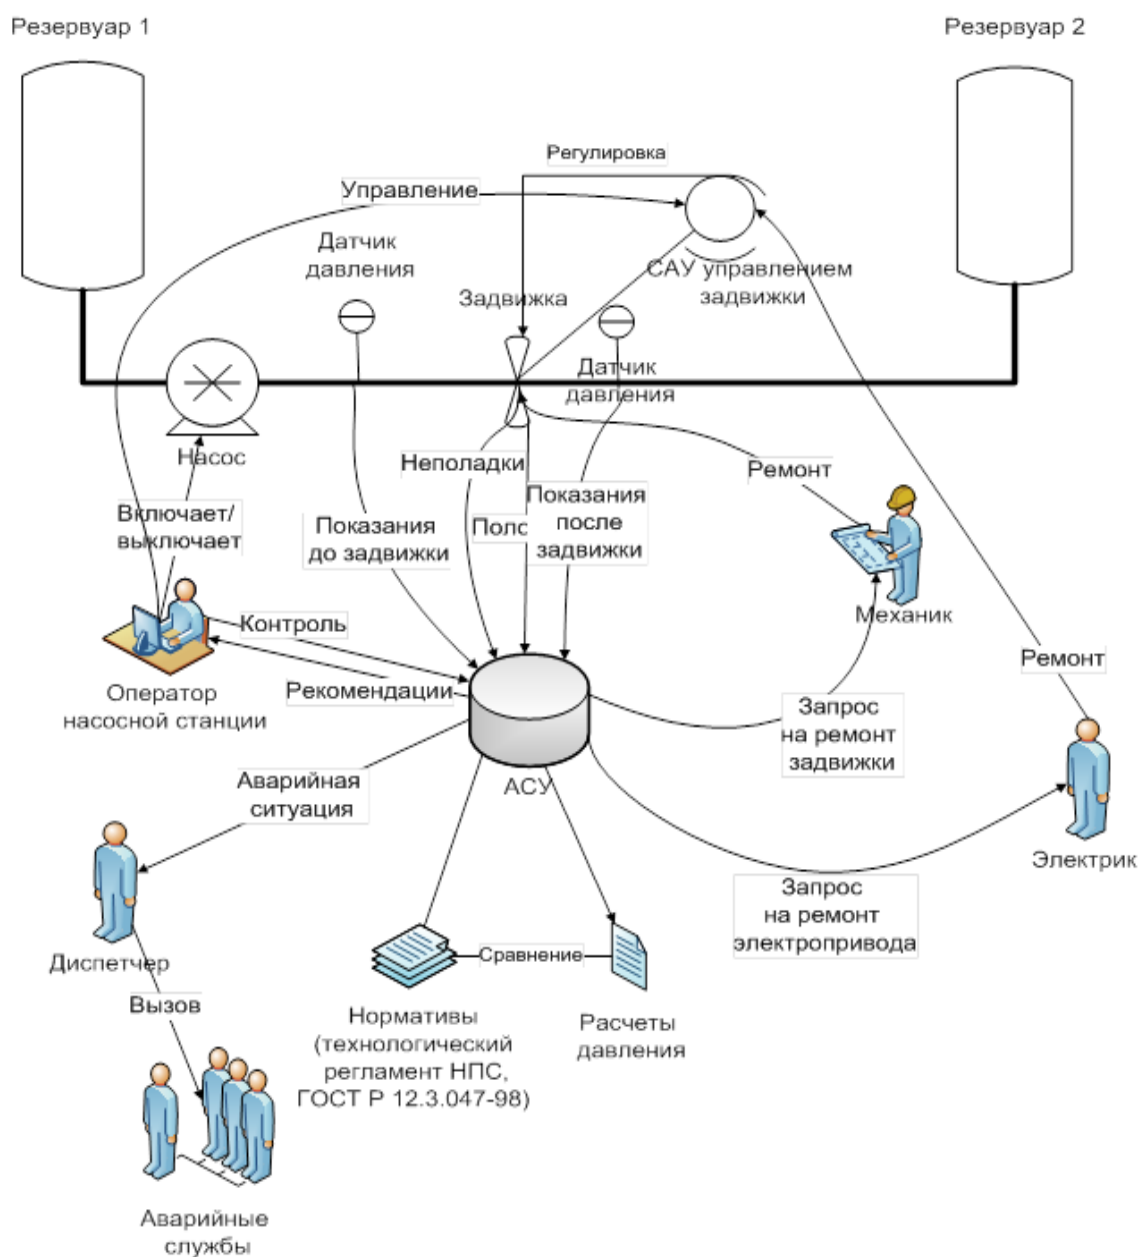 Резервуар 1
Резервуар 2
Регулировка
Управление
Датчик
давления
САУ управлением
задвижки
Задвижка
Датчик
давления
Насос
Неполадки
Ремонт
Включает/
выключает
Показания
до задвижки
Поло
Показания
после
задвижки
Механик
Контроль
Рекомендации
Оператор
насосной станции
Ремонт
Запрос
на ремонт
задвижки
АСУ
Аварийная
ситуация
Электрик
Запрос
на ремонт
электропривода
Диспетчер
Сравнение
Вызов
Нормативы
(технологический
регламент НПС,
ГОСТ Р 12.3.047-98)
Расчеты
давления
Аварийные
службы